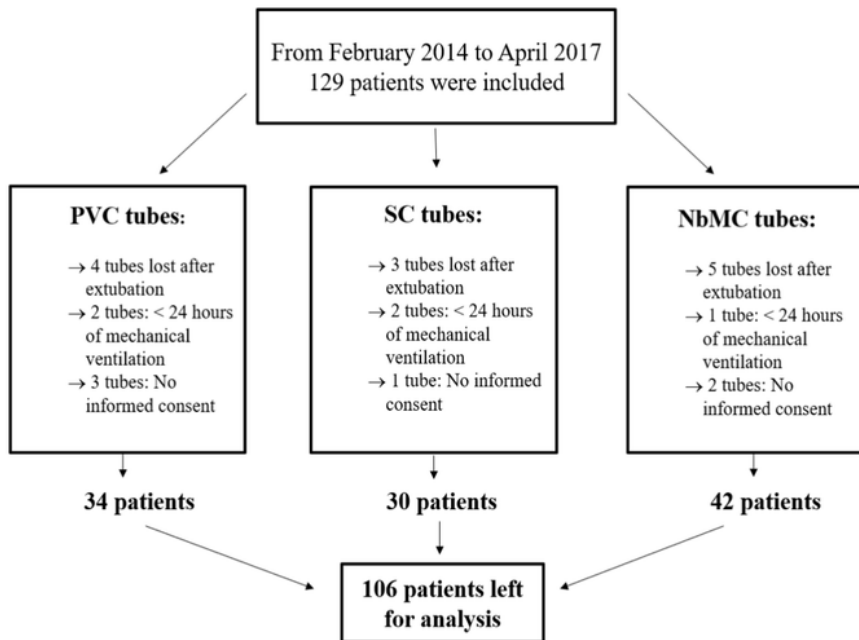 From February 2014 to April 2017
129 patients were included
PVC tubes:
→ 4 tubes lost after
extubation
→ 2 tubes: < 24 hours
of mechanical
ventilation
→ 3 tubes: No
informed consent
34 patients
SC tubes:
→ 3 tubes lost after
extubation
→ 2 tubes: < 24 hours
of mechanical
ventilation
→ 1 tube: No informed
consent
30 patients
NbMC tubes:
→ 5 tubes lost after
extubation
→ 1 tube: < 24 hours
of mechanical
ventilation
→ 2 tubes: No
informed consent
42 patients
106 patients left
for analysis